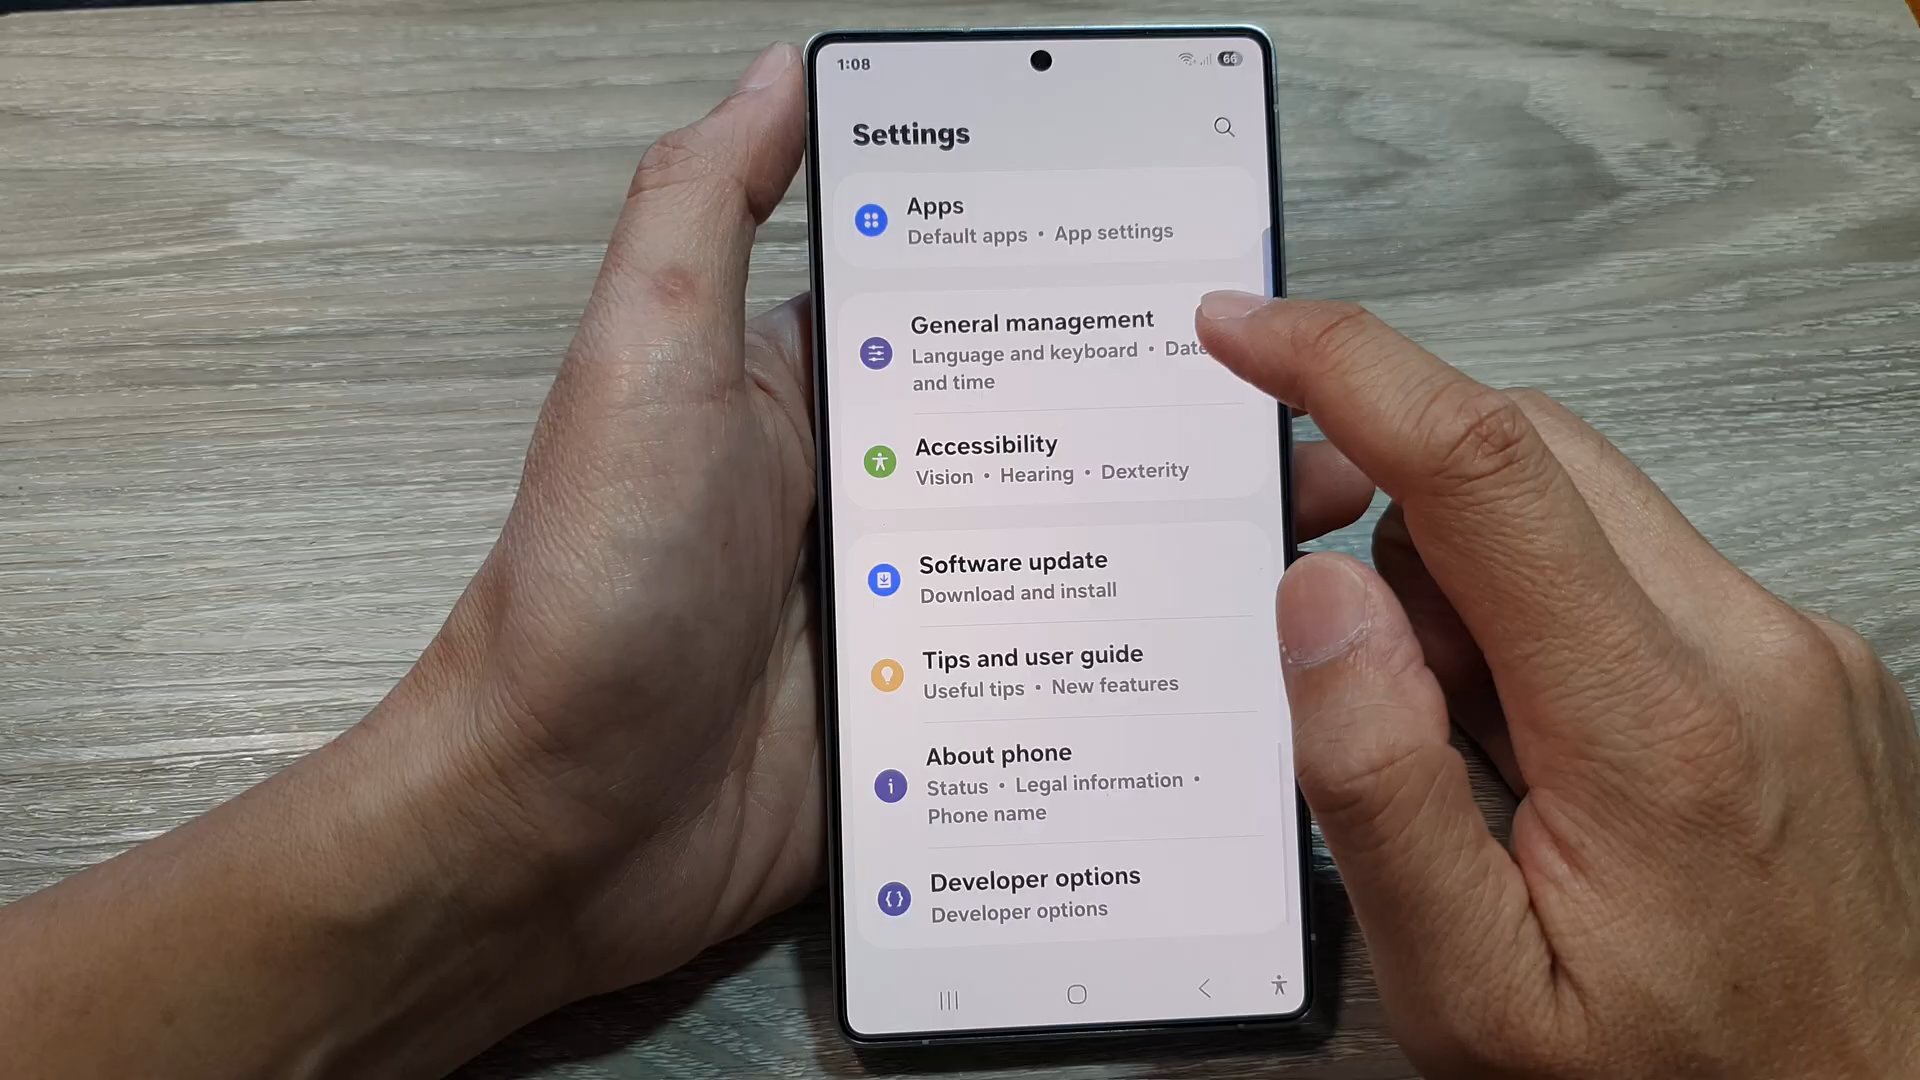 1:08
66
Settings
Apps
Default apps • App settings
General management
Language and keyboard • Date
and time
Accessibility
Vision • Hearing • Dexterity
Software update
Download and install
Tips and user guide
Useful tips • New features
About phone
Status • Legal information •
Phone name
Developer options
Developer options